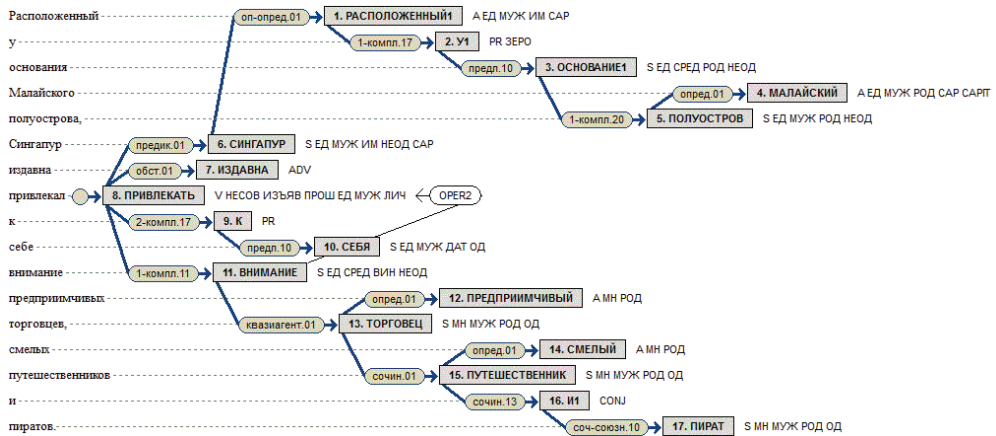 Расположенный оп-опред.01 1. РАСПОЛОЖЕННЫЙ1 A ЕД МУЖ ИМ САР
у 1-компл.17 2. У1 PR ЗЕРО
основания предл.10 3. ОСНОВАНИЕ1 S ЕД СРЕД РОД НЕОД
Малайского опред.01 4. МАЛАЙСКИЙ A ЕД МУЖ РОД САР CAPIT
полуострова, 1-компл.20 5. ПОЛУОСТРОВ S ЕД МУЖ РОД НЕОД
Сингапур предик.01 6. СИНГАПУР S ЕД МУЖ ИМ НЕОД САР
издавна обст.01 7. ИЗДАВНА ADV
привлекал 8. ПРИВЛЕКАТЬ V НЕСОВ ИЗЪЯВ ПРОШ ЕД МУЖ ЛИЧ OPER2
к 2-компл.17 9. К PR
себе предл.10 10. СЕБЯ S ЕД МУЖ ДАТ ОД
внимание 1-компл.11 11. ВНИМАНИЕ S ЕД СРЕД ВИН НЕОД
предприимчивых опред.01 12. ПРЕДПРИИМЧИВЫЙ A МН РОД
торговцев, квазиагент.01 13. ТОРГОВЕЦ S МН МУЖ РОД ОД
смелых опред.01 14. СМЕЛЫЙ A МН РОД
путешественников сочин.01 15. ПУТЕШЕСТВЕННИК S МН МУЖ РОД ОД
и сочин.13 16. И1 CONJ
пиратов. соч-союзн.10 17. ПИРАТ S МН МУЖ РОД ОД